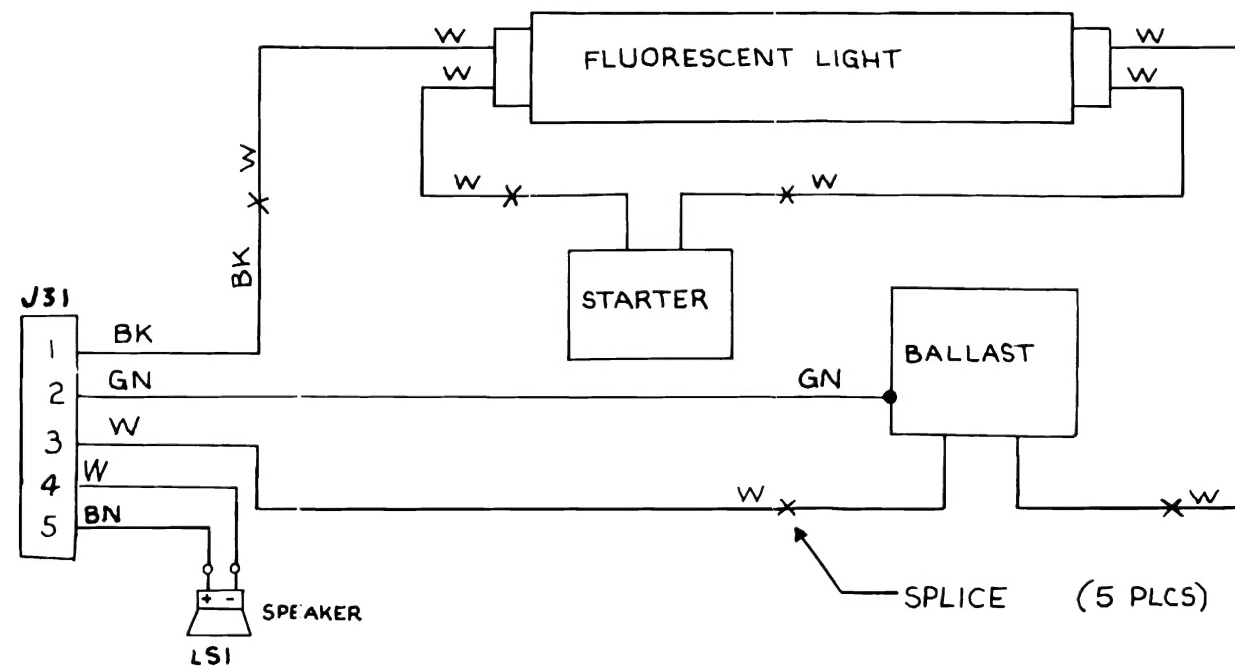 W
W
FLUORESCENT LIGHT
W
W
W
W
W
BK
STARTER
J31
1
BK
2
GN
GN
BALLAST
3
W
4
W
W
W
5
BN
SPLICE (5 PLCS)
+ -
SPEAKER
LS1